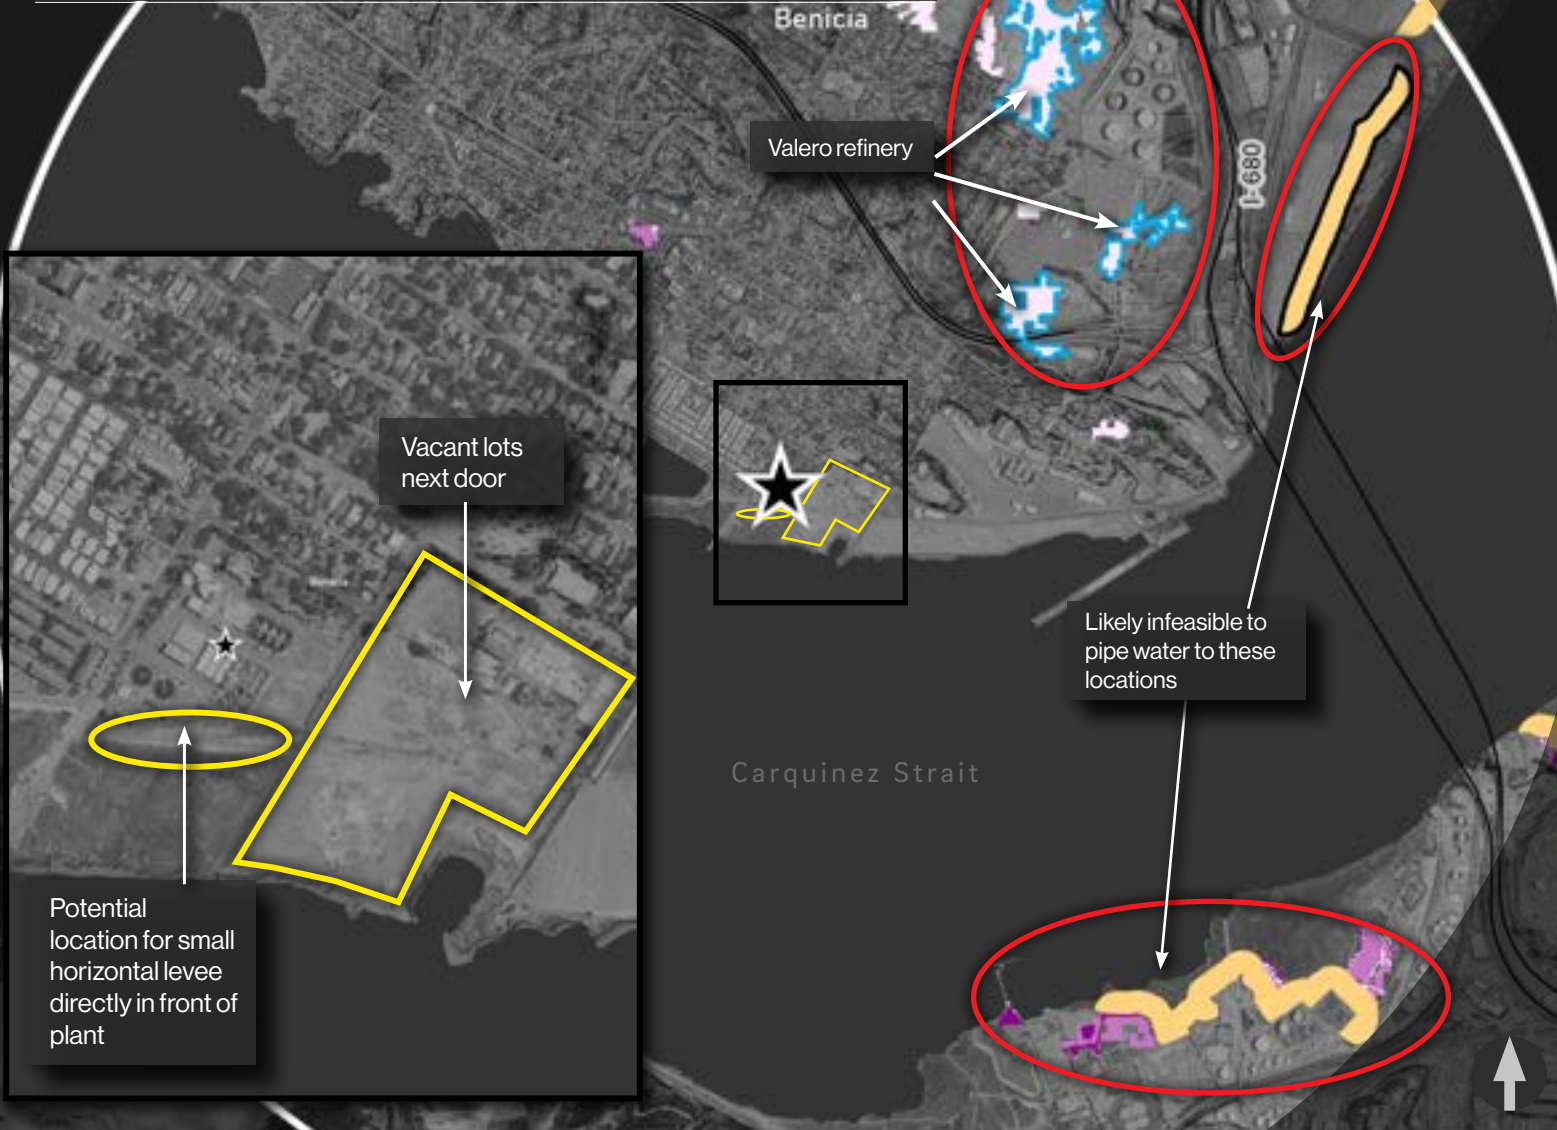 Benicia
Valero refinery
I-680
Vacant lots
next door
Likely infeasible to
pipe water to these
locations
Carquinez Strait
Potential
location for small
horizontal levee
directly in front of
plant